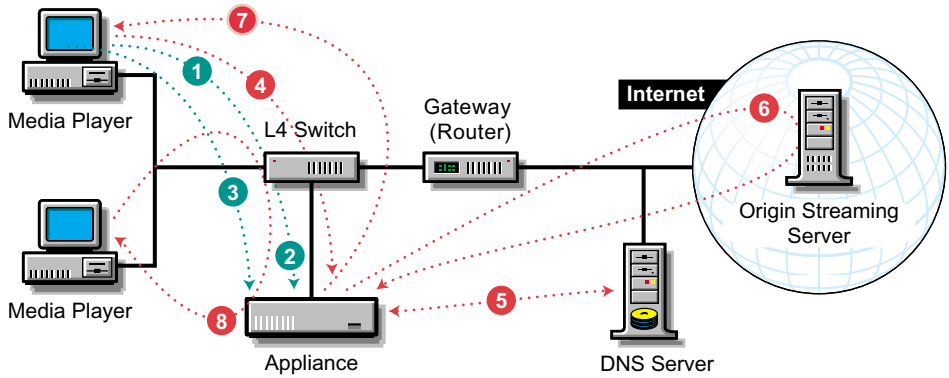 7
1
4
Media Player
L4 Switch
Gateway
(Router)
Internet
6
3
Origin Streaming
Server
2
Media Player
8
5
Appliance
DNS Server